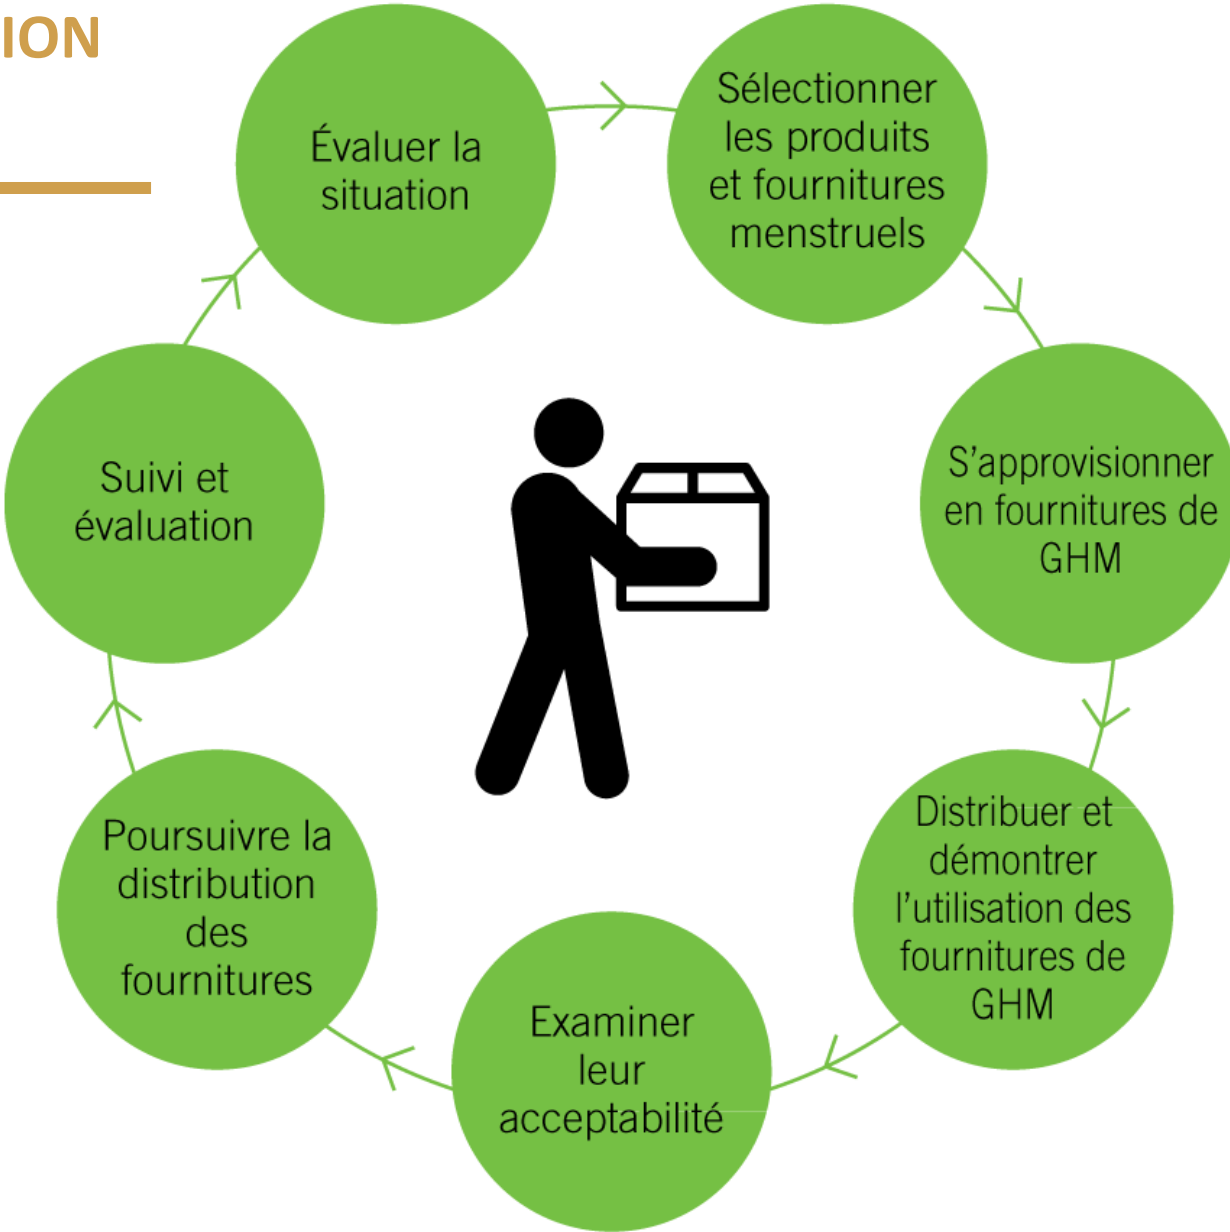 ION
Évaluer la
situation
Sélectionner
les produits
et fournitures
menstruels
S’approvisionner
en fournitures de
GHM
Distribuer et
démontrer
l’utilisation des
fournitures de
GHM
Examiner
leur
acceptabilité
Poursuivre la
distribution
des
fournitures
Suivi et
évaluation